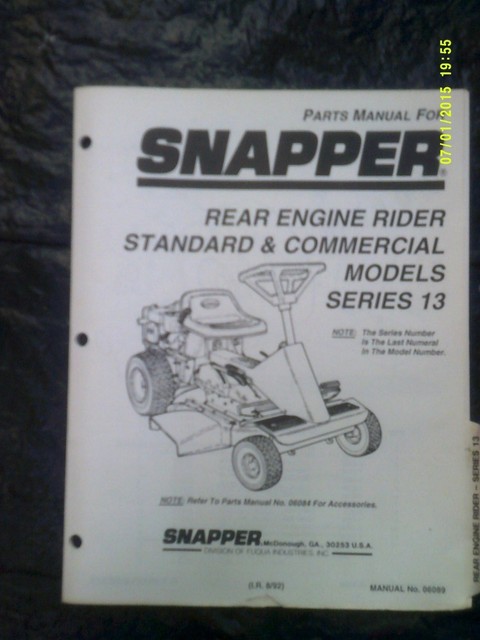 PARTS MANUAL FOR
SNAPPER®
REAR ENGINE RIDER
STANDARD & COMMERCIAL
MODELS
SERIES 13
NOTE: The Series Number
Is The Last Numeral
In The Model Number.
NOTE: Refer To Parts Manual No. 06084 For Accessories.
SNAPPER McDonough, GA., 30253 U.S.A.
DIVISION OF FUQUA INDUSTRIES, INC.
(I.R. 8/92)
MANUAL No. 06093
REAR ENGINE RIDER - SERIES 13
07/01/2015 19:55